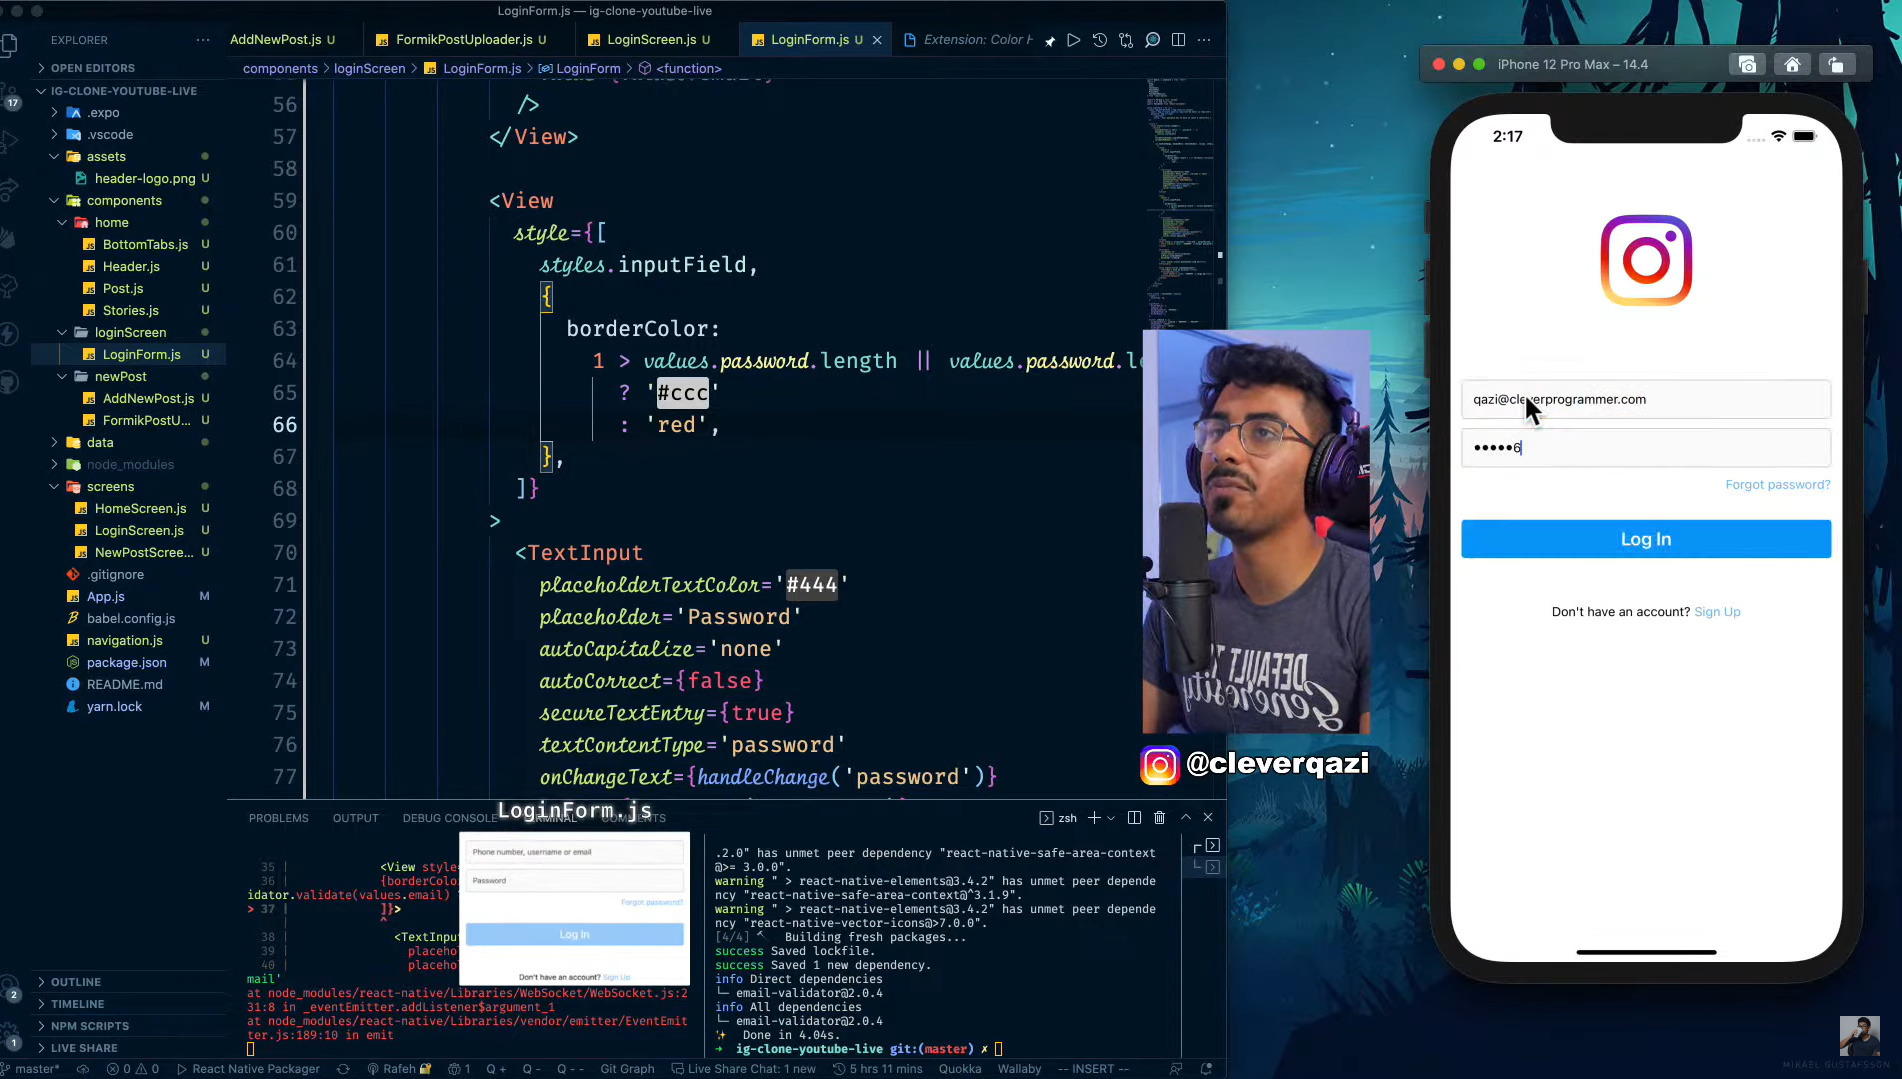 LoginForm.js — ig-clone-youtube-live
EXPLORER
OPEN EDITORS
IG-CLONE-YOUTUBE-LIVE
.expo
.vscode
assets
header-logo.png U
components
home
BottomTabs.js U
Header.js U
Post.js U
Stories.js U
loginScreen
LoginForm.js U
newPost
AddNewPost.js U
FormikPostU... U
data
node_modules
screens
HomeScreen.js U
LoginScreen.js U
NewPostScree... U
.gitignore
App.js M
babel.config.js
navigation.js U
package.json M
README.md
yarn.lock M
OUTLINE
TIMELINE
NPM SCRIPTS
LIVE SHARE
17
2
1
AddNewPost.js U
FormikPostUploader.js U
LoginScreen.js U
LoginForm.js U
Extension: Color H
components > loginScreen > LoginForm.js > LoginForm > <function>
56 />
57 </View>
58
59 <View
60 style={[
61 styles.inputField,
62 {
63 borderColor:
64 1 > values.password.length || values.password.le
65 ? '#ccc'
66 : 'red',
67 },
68 ]}
69 >
70 <TextInput
71 placeholderTextColor='#444'
72 placeholder='Password'
73 autoCapitalize='none'
74 autoCorrect={false}
75 secureTextEntry={true}
76 textContentType='password'
77 onChangeText={handleChange('password')}
PROBLEMS OUTPUT DEBUG CONSOLE
zsh
LoginForm.js
35 | <View style=
36 | {borderColo
idator.validate(values.email)
> 37 | ]}>
| ^
38 | <TextInput
39 | placeho
40 | placeho
mail'
at node_modules/react-native/Libraries/WebSocket/WebSocket.js:2
31:8 in _eventEmitter.addListener$argument_1
at node_modules/react-native/Libraries/vendor/emitter/EventEmit
ter.js:189:10 in emit
Phone number, username or email
Password
Forgot password?
Log In
Don't have an account? Sign Up
.2.0" has unmet peer dependency "react-native-safe-area-context
@>= 3.0.0".
warning " > react-native-elements@3.4.2" has unmet peer depende
ncy "react-native-safe-area-context@^3.1.9".
warning " > react-native-elements@3.4.2" has unmet peer depende
ncy "react-native-vector-icons@>7.0.0".
[4/4] Building fresh packages...
success Saved lockfile.
success Saved 1 new dependency.
info Direct dependencies
└─ email-validator@2.0.4
info All dependencies
└─ email-validator@2.0.4
✨ Done in 4.04s.
➜ ig-clone-youtube-live git:(master) ✗
master* 0 0 React Native Packager Rafeh 1 Q + Q - Q - - Git Graph Live Share Chat: 1 new 5 hrs 11 mins Quokka Wallaby -- INSERT --
DEFAULT TO
Generosity
@cleverqazi
iPhone 12 Pro Max – 14.4
2:17
qazi@cleverprogrammer.com
•••••6
Forgot password?
Log In
Don't have an account? Sign Up
MIKAEL GUSTAFSSON